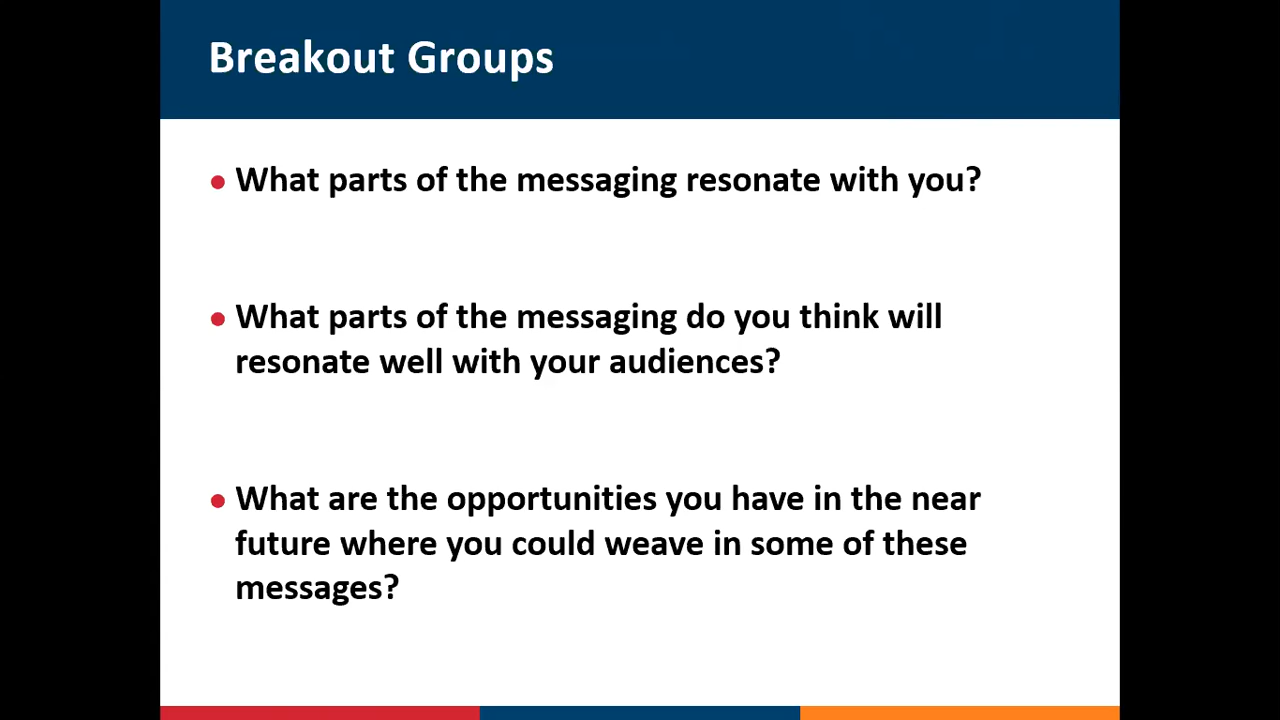 Breakout Groups
• What parts of the messaging resonate with you?
• What parts of the messaging do you think will
resonate well with your audiences?
• What are the opportunities you have in the near
future where you could weave in some of these
messages?